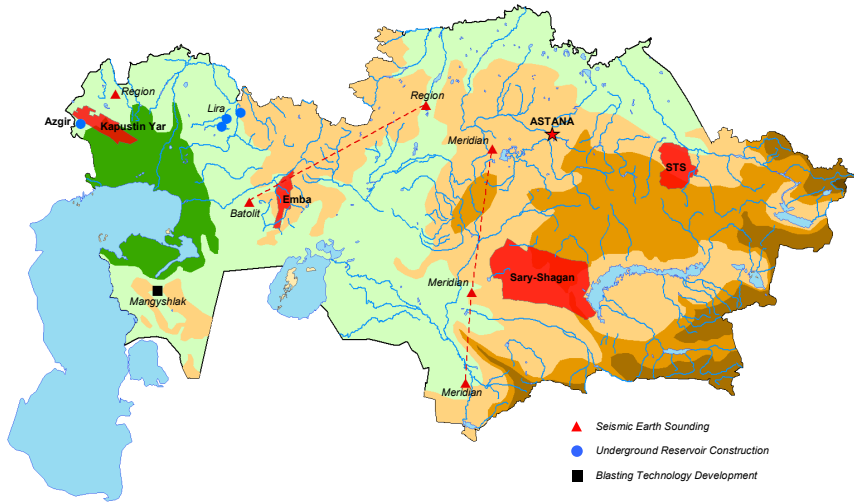 Region
Azgir
Kapustin Yar
Lira
Region
Meridian
ASTANA
STS
Batolit
Emba
Mangyshlak
Meridian
Sary-Shagan
Meridian
Seismic Earth Sounding
Underground Reservoir Construction
Blasting Technology Development